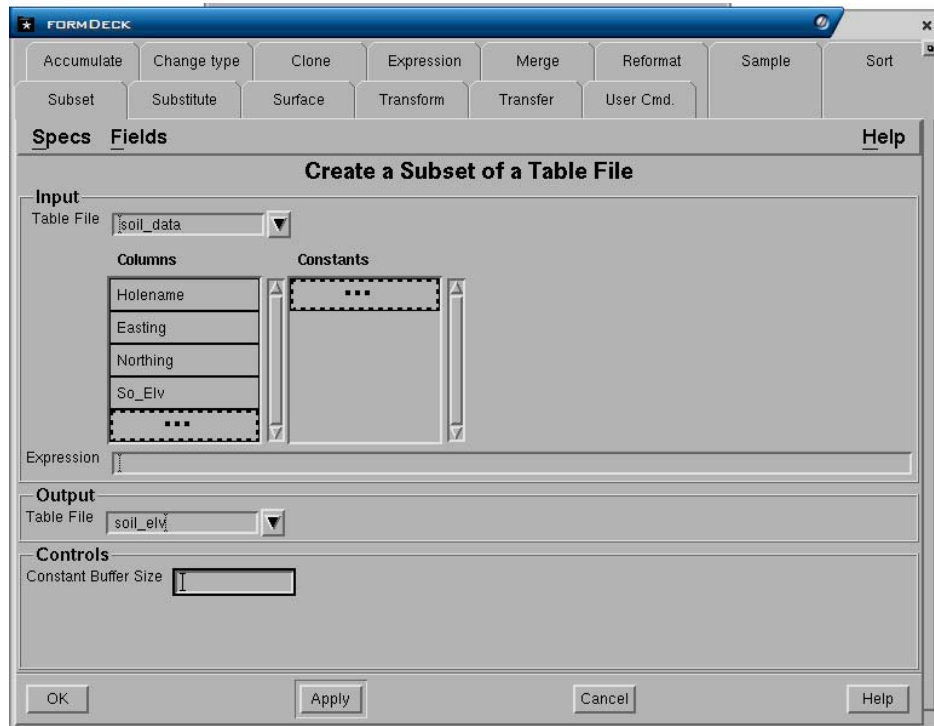 FORMDECK
Accumulate Change type Clone Expression Merge Reformat Sample Sort
Subset Substitute Surface Transform Transfer User Cmd.
Specs Fields Help
Create a Subset of a Table File
Input
Table File soil_data
Columns Constants
Holename ...
Easting
Northing
So_Elv
...
Expression
Output
Table File soil_elv
Controls
Constant Buffer Size
OK Apply Cancel Help